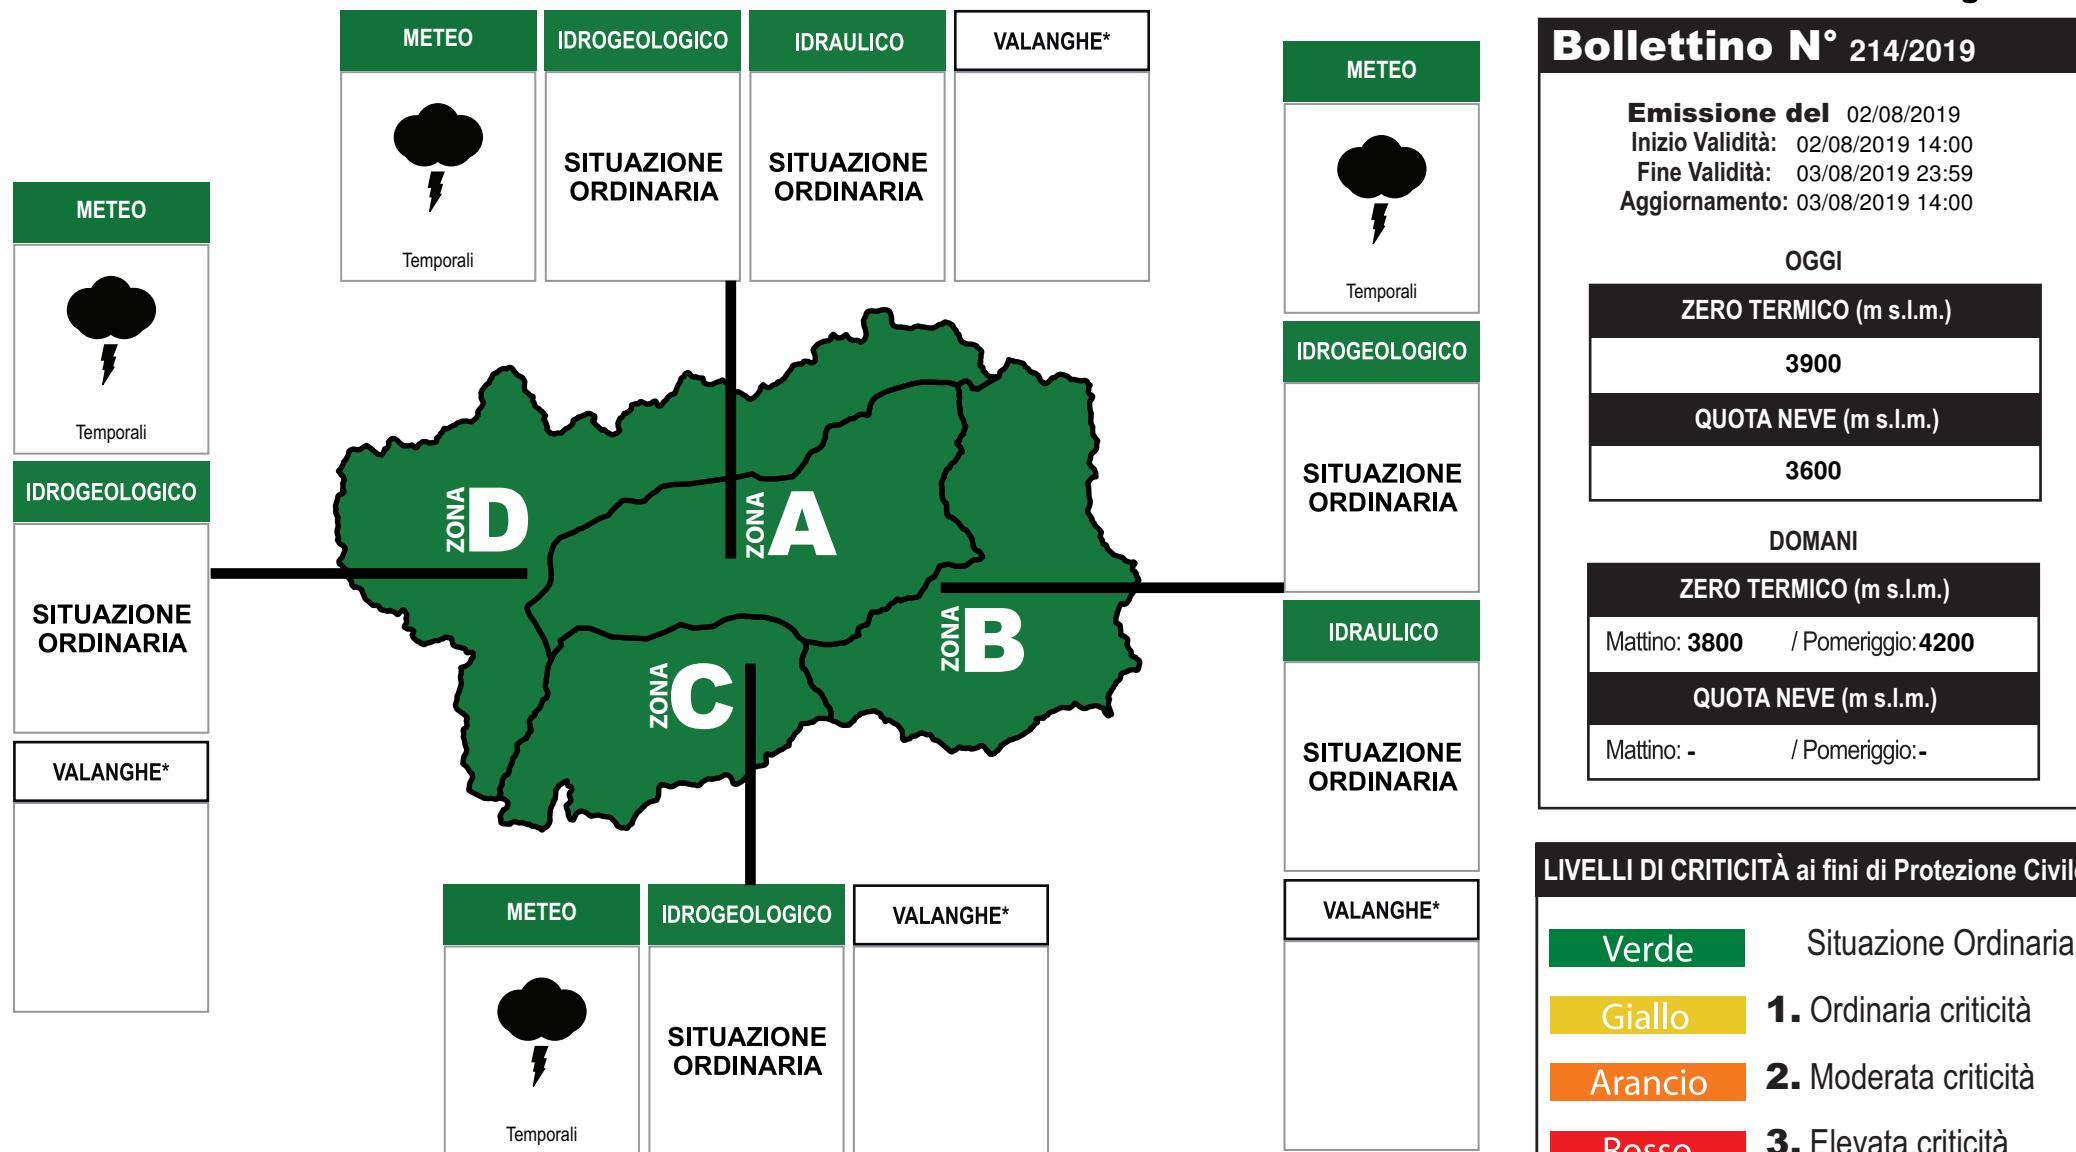 METEO
IDROGEOLOGICO
IDRAULICO
VALANGHE*
Temporali
SITUAZIONE
ORDINARIA
SITUAZIONE
ORDINARIA
METEO
Temporali
IDROGEOLOGICO
SITUAZIONE
ORDINARIA
VALANGHE*
ZONA D
ZONA A
ZONA B
ZONA C
METEO
Temporali
IDROGEOLOGICO
SITUAZIONE
ORDINARIA
IDRAULICO
SITUAZIONE
ORDINARIA
VALANGHE*
METEO
IDROGEOLOGICO
VALANGHE*
Temporali
SITUAZIONE
ORDINARIA
Bollettino N° 214/2019
Emissione del 02/08/2019
Inizio Validità: 02/08/2019 14:00
Fine Validità: 03/08/2019 23:59
Aggiornamento: 03/08/2019 14:00
OGGI
ZERO TERMICO (m s.l.m.)
3900
QUOTA NEVE (m s.l.m.)
3600
DOMANI
ZERO TERMICO (m s.l.m.)
Mattino: 3800 / Pomeriggio: 4200
QUOTA NEVE (m s.l.m.)
Mattino: - / Pomeriggio: -
LIVELLI DI CRITICITÀ ai fini di Protezione Civile
Verde Situazione Ordinaria
Giallo 1. Ordinaria criticità
Arancio 2. Moderata criticità
Rosso 3. Elevata criticità